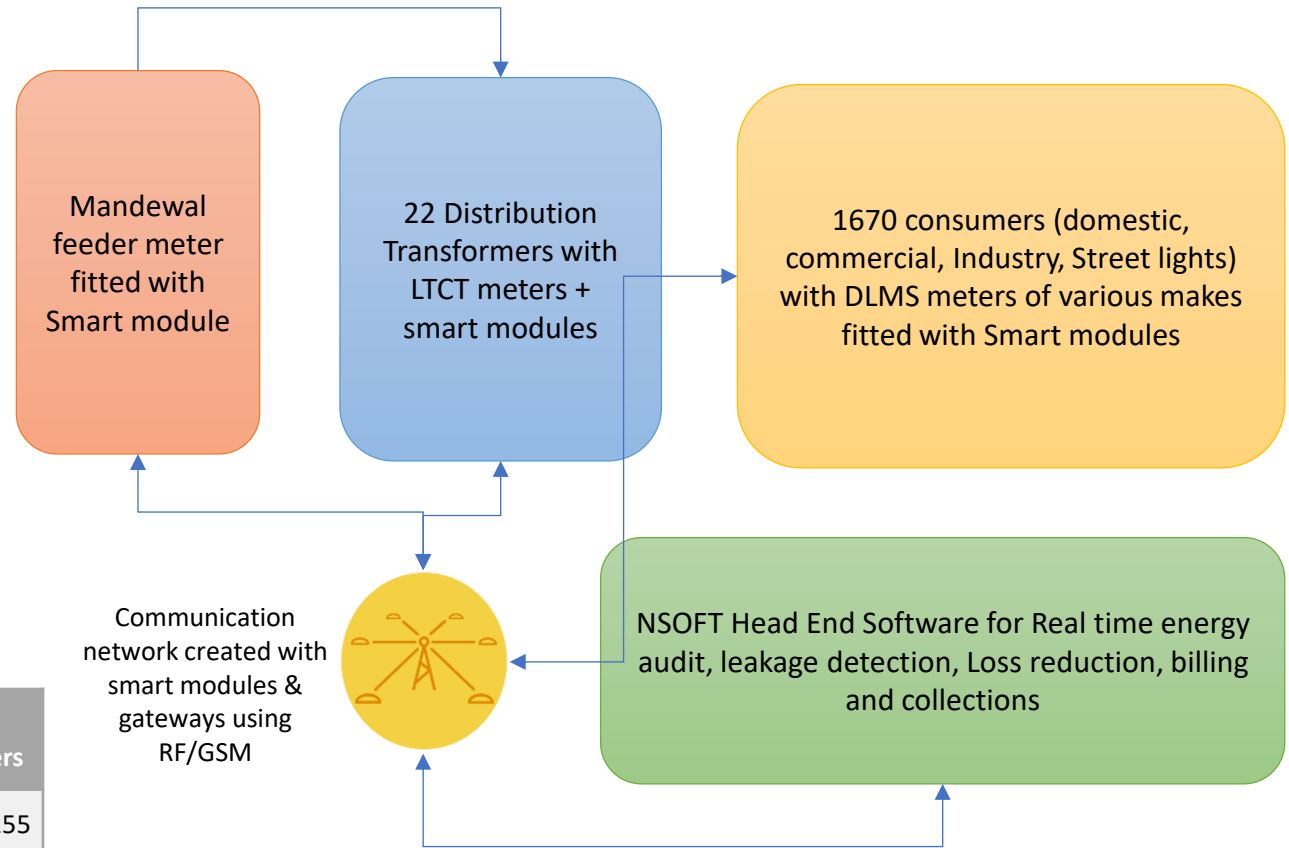 Mandewal
feeder meter
fitted with
Smart module
22 Distribution
Transformers with
LTCT meters +
smart modules
1670 consumers (domestic,
commercial, Industry, Street lights)
with DLMS meters of various makes
fitted with Smart modules
Communication
network created with
smart modules &
gateways using
RF/GSM
NSOFT Head End Software for Real time energy
audit, leakage detection, Loss reduction, billing
and collections